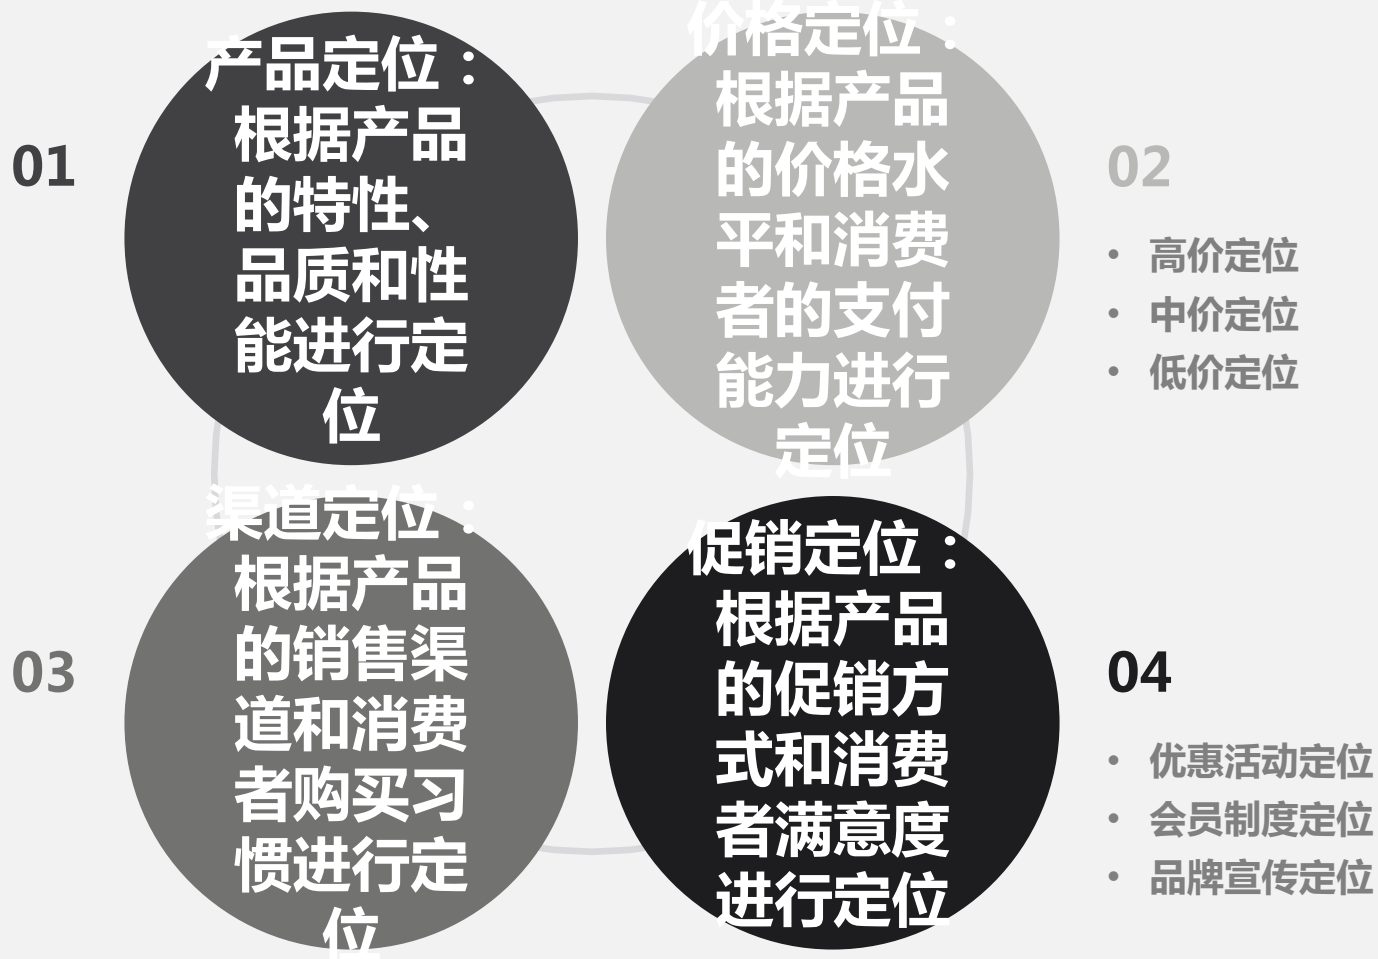 01
产品定位：
根据产品
的特性、
品质和性
能进行定
位
价格定位：
根据产品
的价格水
平和消费
者的支付
能力进行
定位
02
• 高价定位
• 中价定位
• 低价定位
03
渠道定位：
根据产品
的销售渠
道和消费
者购买习
惯进行定
位
促销定位：
根据产品
的促销方
式和消费
者满意度
进行定位
04
• 优惠活动定位
• 会员制度定位
• 品牌宣传定位